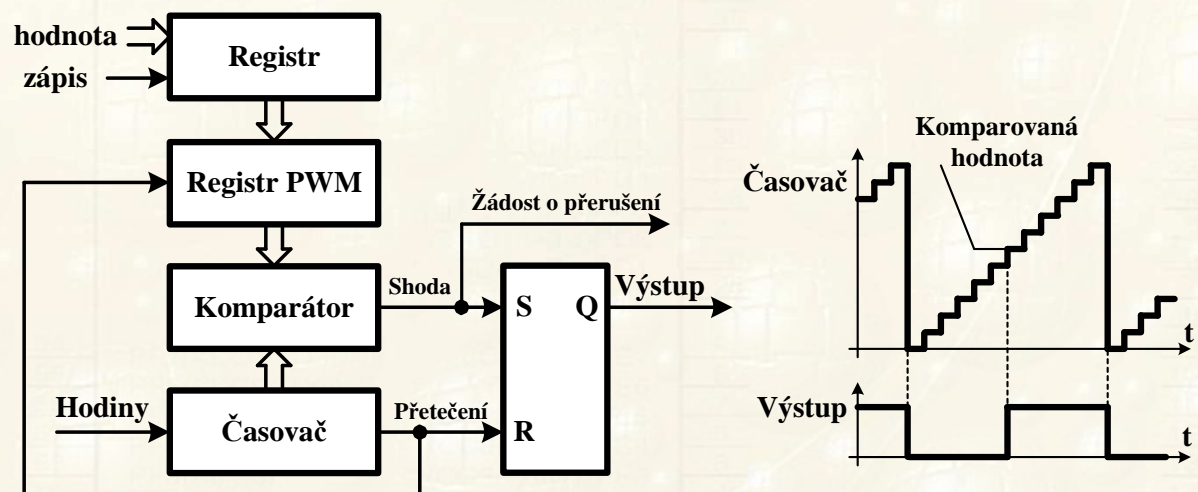 hodnota
zápis
Registr
Registr PWM
Žádost o přerušení
Komparátor
Shoda
S
Q
Výstup
Hodiny
Časovač
Přetečení
R
Komparovaná
hodnota
Časovač
t
Výstup
t